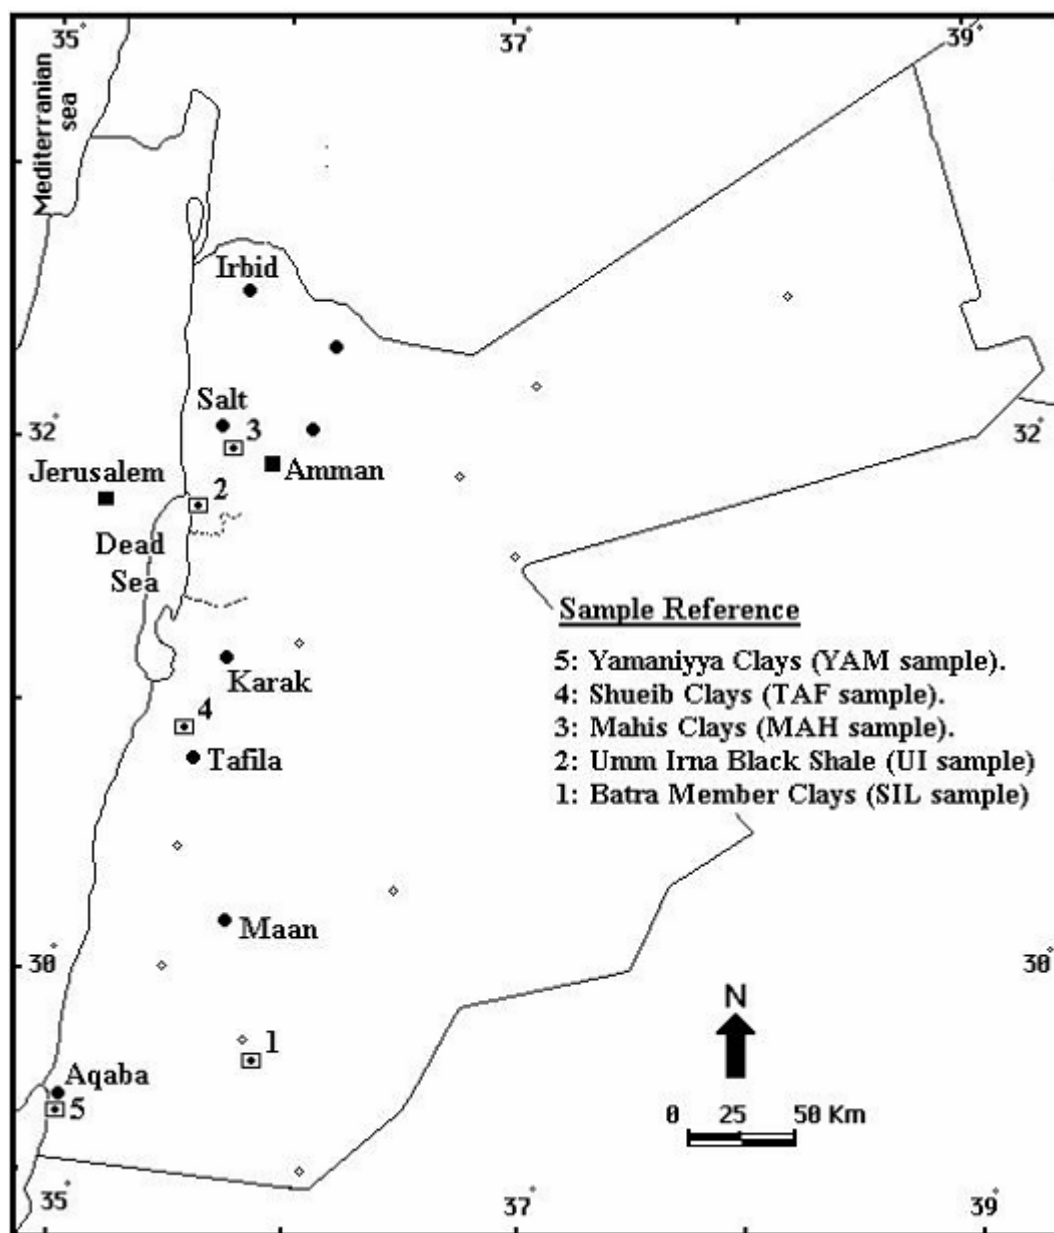 35°
37°
39°
Mediterranian
sea
Irbid
Salt
3
32°
32°
Amman
Jerusalem
2
Dead
Sea
Sample Reference
5: Yamaniyya Clays (YAM sample).
4: Shueib Clays (TAF sample).
3: Mahis Clays (MAH sample).
2: Umm Irna Black Shale (UI sample)
1: Batra Member Clays (SIL sample)
Karak
4
Tafila
Maan
30°
30°
N
1
Aqaba
5
0 25 50 Km
35°
37°
39°